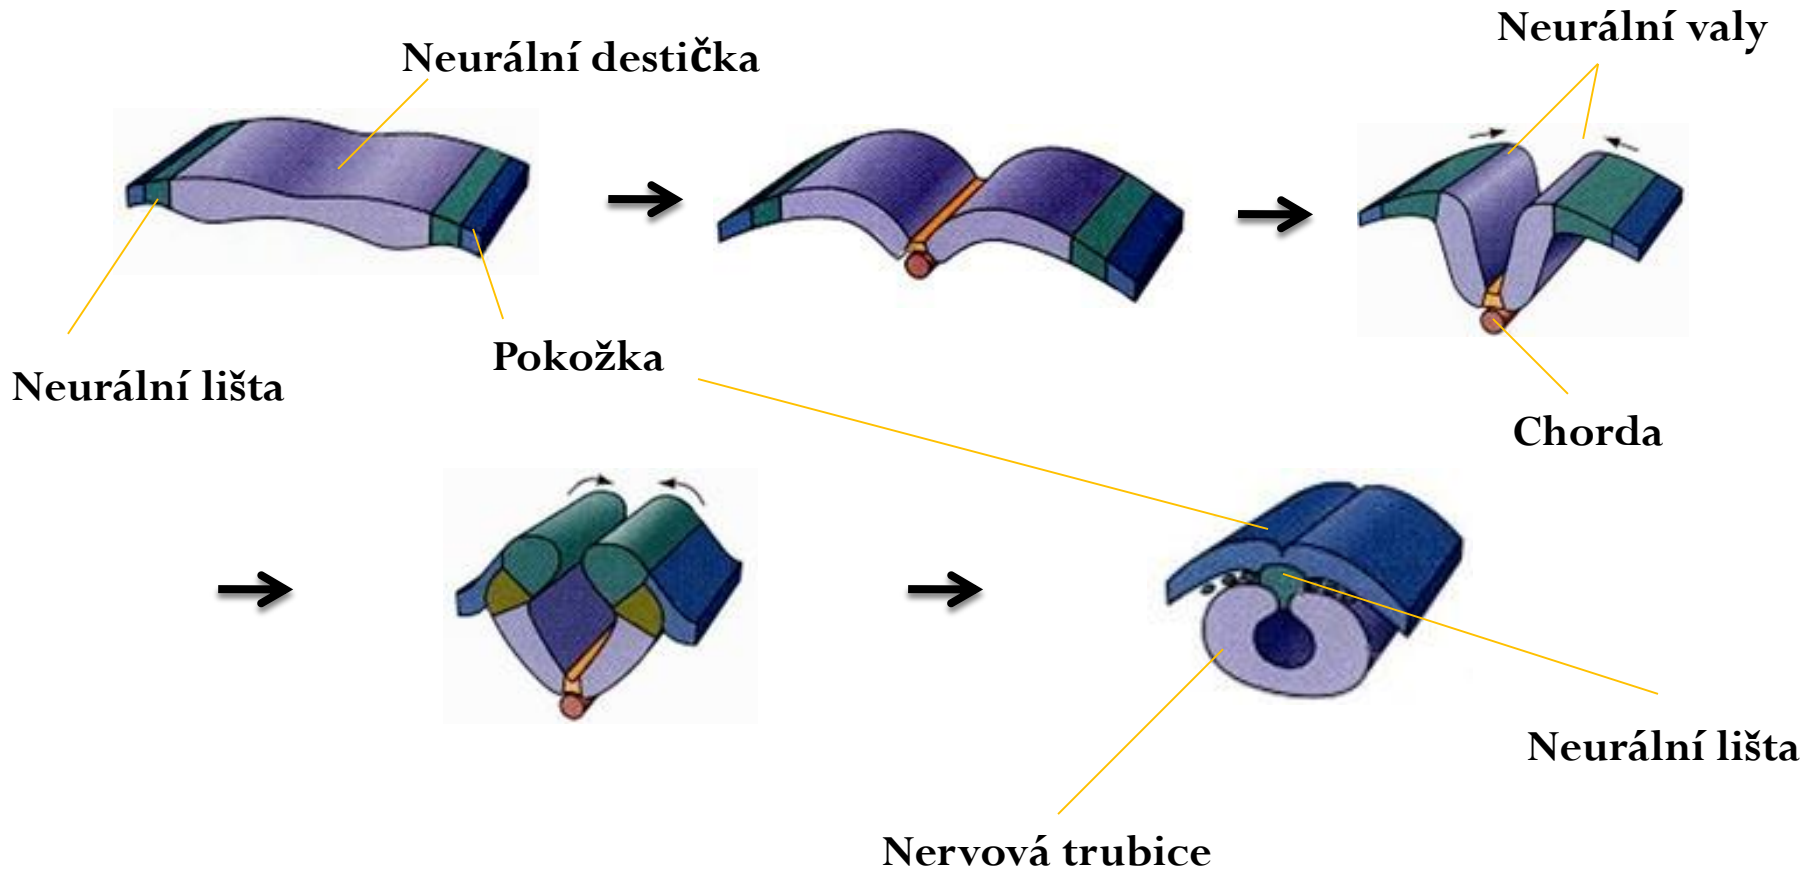 Neurální valy
Neurální destička
Pokožka
Neurální lišta
Chorda
Neurální lišta
Nervová trubice